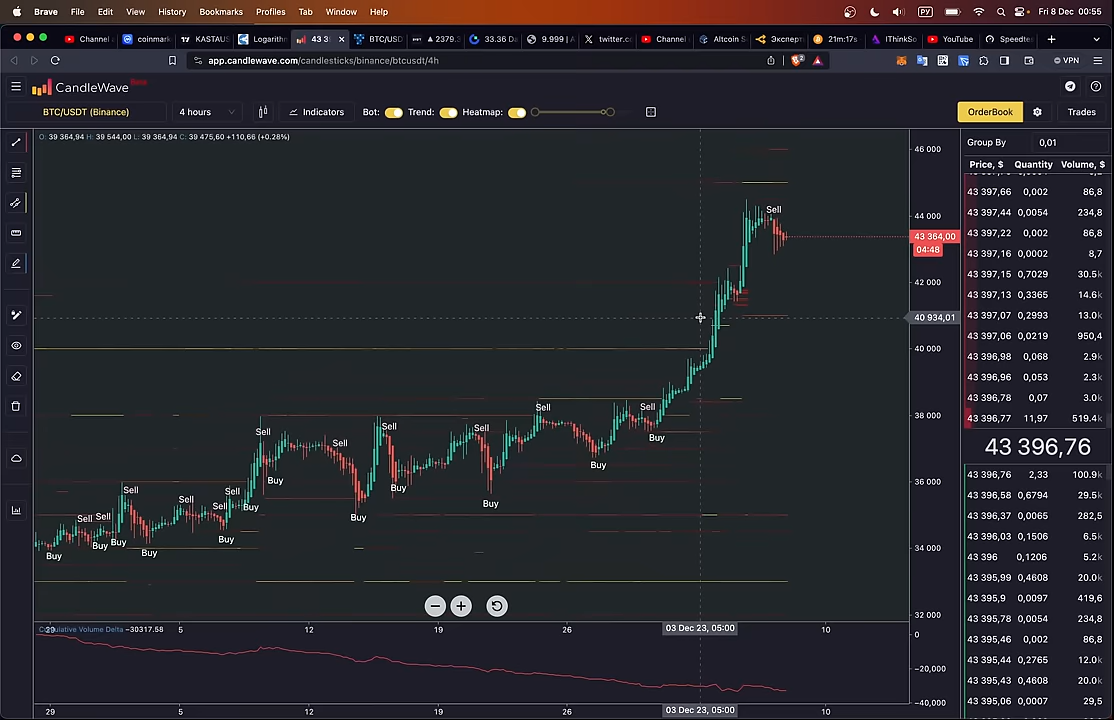 Brave File Edit View History Bookmarks Profiles Tab Window Help РУ Fri 8 Dec 00:55
Channel coinmark KASTAUS Logarithm 43 3 BTC/USD 2379.3 33.36 Da 9.999 | A twitter.c Channel Altcoin S Эксперт 21m:17s IThinkSo YouTube Speedtes
app.candlewave.com/candlesticks/binance/btcusdt/4h VPN
CandleWave Beta
BTC/USDT (Binance) 4 hours Indicators Bot: Trend: Heatmap: OrderBook Trades
O: 39 364,94 H: 39 544,00 L: 39 364,94 C: 39 475,60 +110,66 (+0.28%)
Group By 0,01
Price, $ Quantity Volume, $
43 397,66 0,002 86,8
43 397,44 0,0054 234,8
43 397,22 0,002 86,8
43 397,16 0,0002 8,7
43 397,15 0,7029 30.5k
43 397,13 0,3365 14.6k
43 397,07 0,2993 13.0k
43 397,06 0,0219 950,4
43 396,98 0,068 2.9k
43 396,96 0,053 2.3k
43 396,78 0,07 3.0k
43 396,77 11,97 519.4k
43 396,76
43 396,76 2,33 100.9k
43 396,58 0,6794 29.5k
43 396,37 0,0065 282,5
43 396,03 0,1506 6.5k
43 396 0,1206 5.2k
43 395,99 0,4608 20.0k
43 395,9 0,0097 419,6
43 395,78 0,0054 234,8
43 395,46 0,002 86,8
43 395,44 0,2765 12.0k
43 395,43 0,4608 20.0k
43 395,06 0,0007 29,5
46 000
44 000
43 364,00
04:48
42 000
40 934,01
40 000
38 000
36 000
34 000
32 000
Sell
Sell Sell
Buy
Sell Sell Sell Sell
Buy Buy Buy Buy
Sell Sell Sell Buy
Sell Sell Buy
Buy Buy Buy Buy Buy
Cumulative Volume Delta −30317.58
29 5 12 19 26 03 Dec 23, 05:00 10
0
−20,000
−40,000
29 5 12 19 26 03 Dec 23, 05:00 10